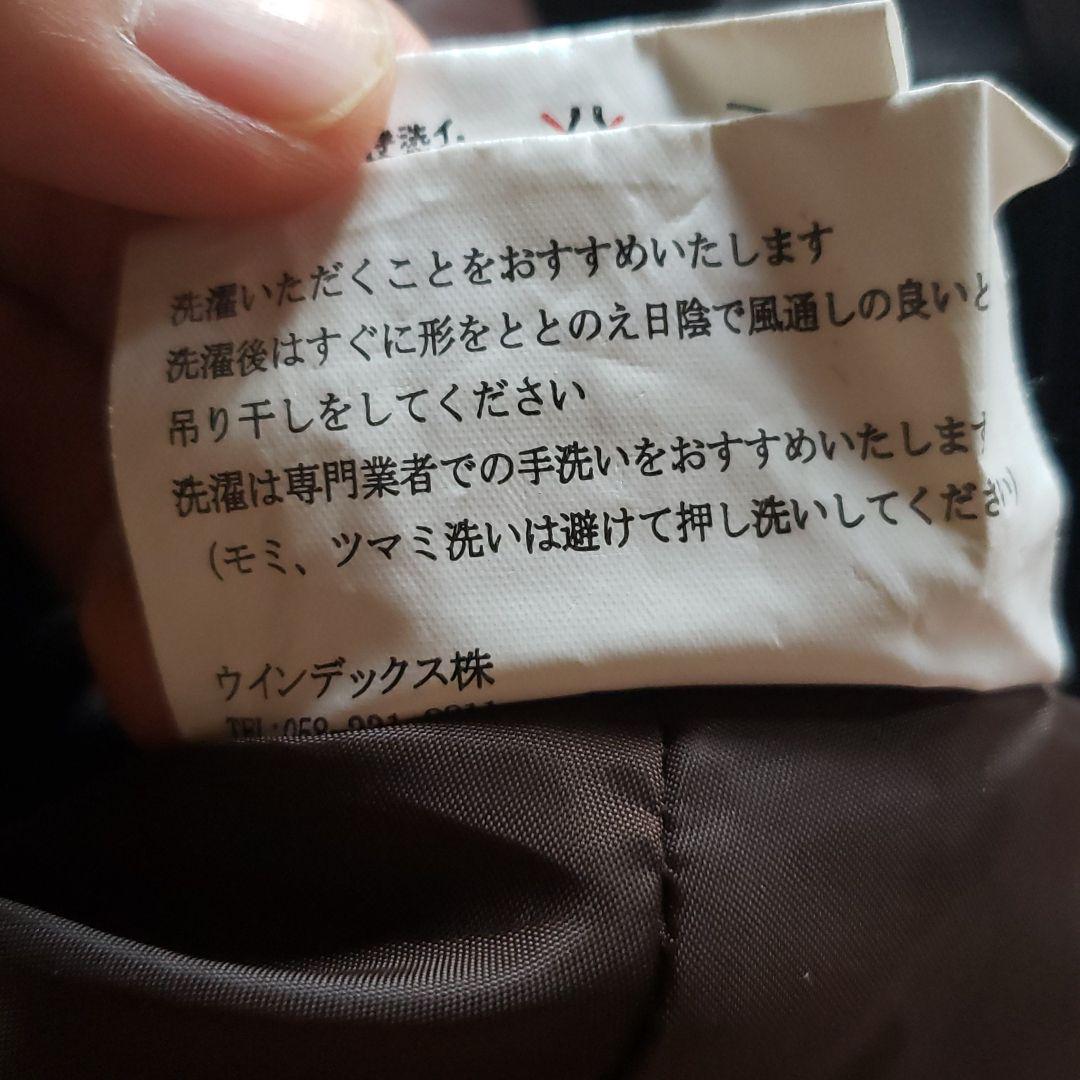 洗濯いただくことをおすすめいたします
洗濯後はすぐに形をととのえ日陰で風通しの良いと
吊り干しをしてください
洗濯は専門業者での手洗いをおすすめいたします
(モミ、ツマミ洗いは避けて押し洗いしてください)
ウインデックス株
TEL:059-991-